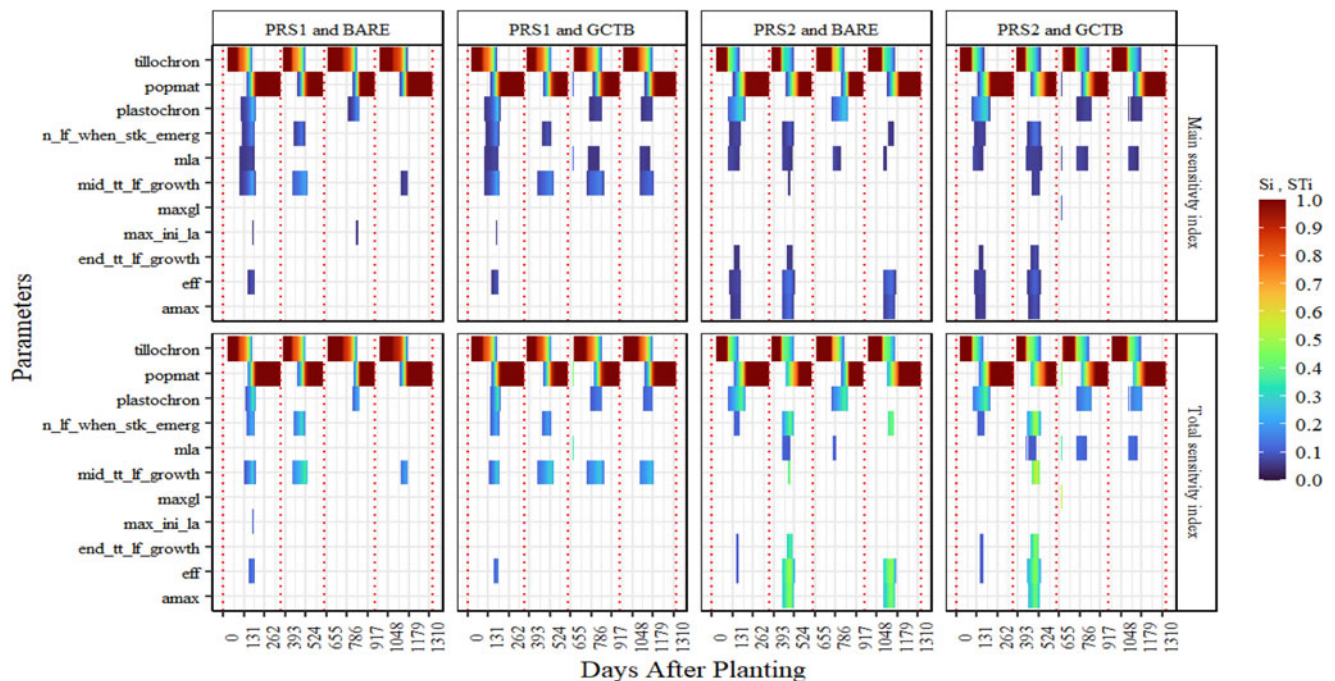 PRS1 and BARE
PRS1 and GCTB
PRS2 and BARE
PRS2 and GCTB
tillochron
popmat
plastochron
n_lf_when_stk_emerg
mla
mid_tt_lf_growth
maxgl
max_ini_la
end_tt_lf_growth
eff
amax
Main sensitivty index
tillochron
popmat
plastochron
n_lf_when_stk_emerg
mla
mid_tt_lf_growth
maxgl
max_ini_la
end_tt_lf_growth
eff
amax
Total sensitvity index
Parameters
0 131 262 393 524 655 786 917 1048 1179 1310
0 131 262 393 524 655 786 917 1048 1179 1310
0 131 262 393 524 655 786 917 1048 1179 1310
0 131 262 393 524 655 786 917 1048 1179 1310
Days After Planting
Si , STi
1.0
0.9
0.8
0.7
0.6
0.5
0.4
0.3
0.2
0.1
0.0